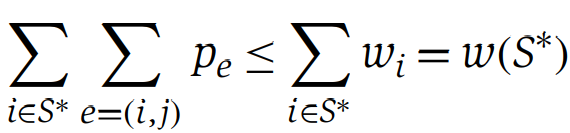 ∑_{i∈S*} ∑_{e=(i,j)} p_e ≤ ∑_{i∈S*} w_i = w(S*)